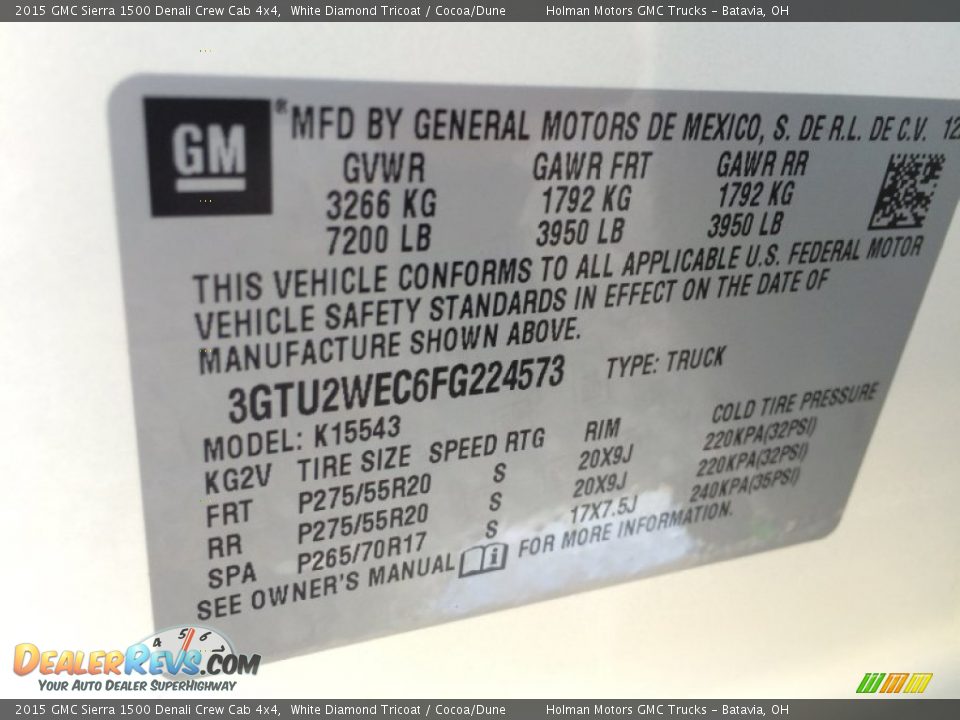 2015 GMC Sierra 1500 Denali Crew Cab 4x4, White Diamond Tricoat / Cocoa/Dune Holman Motors GMC Trucks – Batavia, OH
GM
® MFD BY GENERAL MOTORS DE MEXICO, S. DE R.L. DE C.V. 12
GVWR GAWR FRT GAWR RR
3266 KG 1792 KG 1792 KG
7200 LB 3950 LB 3950 LB
THIS VEHICLE CONFORMS TO ALL APPLICABLE U.S. FEDERAL MOTOR
VEHICLE SAFETY STANDARDS IN EFFECT ON THE DATE OF
MANUFACTURE SHOWN ABOVE.
3GTU2WEC6FG224573 TYPE: TRUCK
MODEL: K15543
KG2V TIRE SIZE SPEED RTG RIM COLD TIRE PRESSURE
FRT P275/55R20 S 20X9J 220KPA(32PSI)
RR P275/55R20 S 20X9J 220KPA(32PSI)
SPA P265/70R17 S 17X7.5J 240KPA(35PSI)
SEE OWNER'S MANUAL i FOR MORE INFORMATION.
4 5 6 7
DEALERREVS.COM
YOUR AUTO DEALER SUPERHIGHWAY
2015 GMC Sierra 1500 Denali Crew Cab 4x4, White Diamond Tricoat / Cocoa/Dune Holman Motors GMC Trucks – Batavia, OH